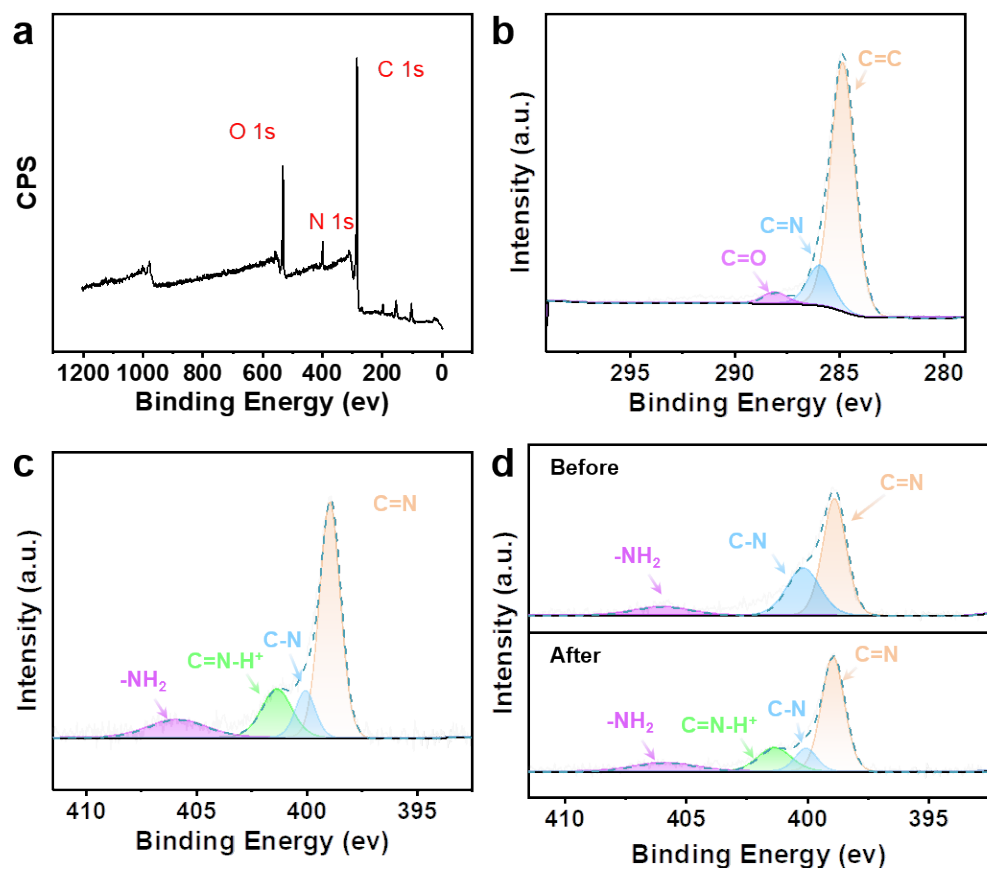 a
C 1s
O 1s
N 1s
CPS
1200 1000 800 600 400 200 0
Binding Energy (ev)
b
C=C
C=N
C=O
Intensity (a.u.)
295 290 285 280
Binding Energy (ev)
c
C=N
C-N
C=N-H⁺
-NH₂
Intensity (a.u.)
410 405 400 395
Binding Energy (ev)
d
Before
C=N
C-N
-NH₂
After
C=N
C-N
C=N-H⁺
-NH₂
Intensity (a.u.)
410 405 400 395
Binding Energy (ev)